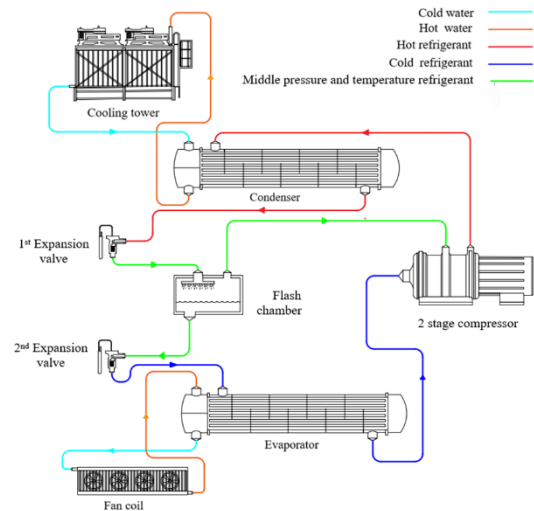 Cold water
Hot water
Hot refrigerant
Cold refrigerant
Middle pressure and temperature refrigerant
Cooling tower
Condenser
1st Expansion
valve
Flash
chamber
2 stage compressor
2nd Expansion
valve
Evaporator
Fan coil